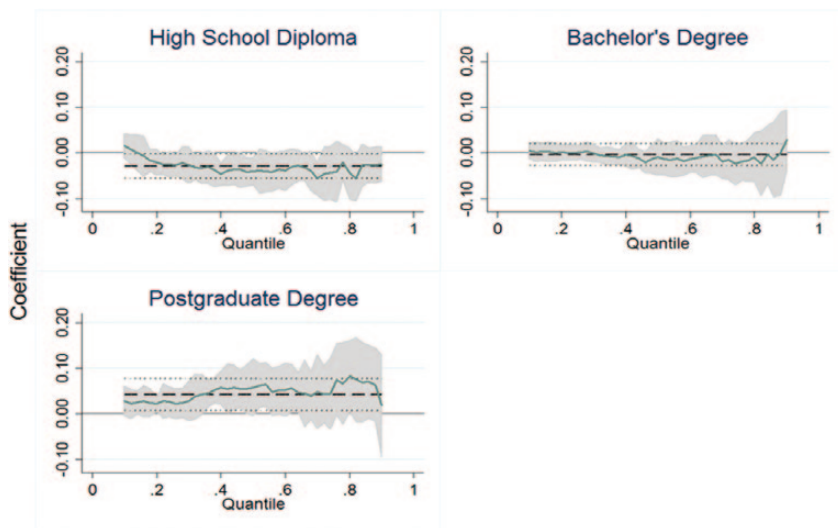 High School Diploma
Bachelor's Degree
0.20
0.10
0.00
-0.10
0 .2 .4 .6 .8 1
Quantile
0.20
0.10
0.00
-0.10
0 .2 .4 .6 .8 1
Quantile
Coefficient
Postgraduate Degree
0.20
0.10
0.00
-0.10
0 .2 .4 .6 .8 1
Quantile